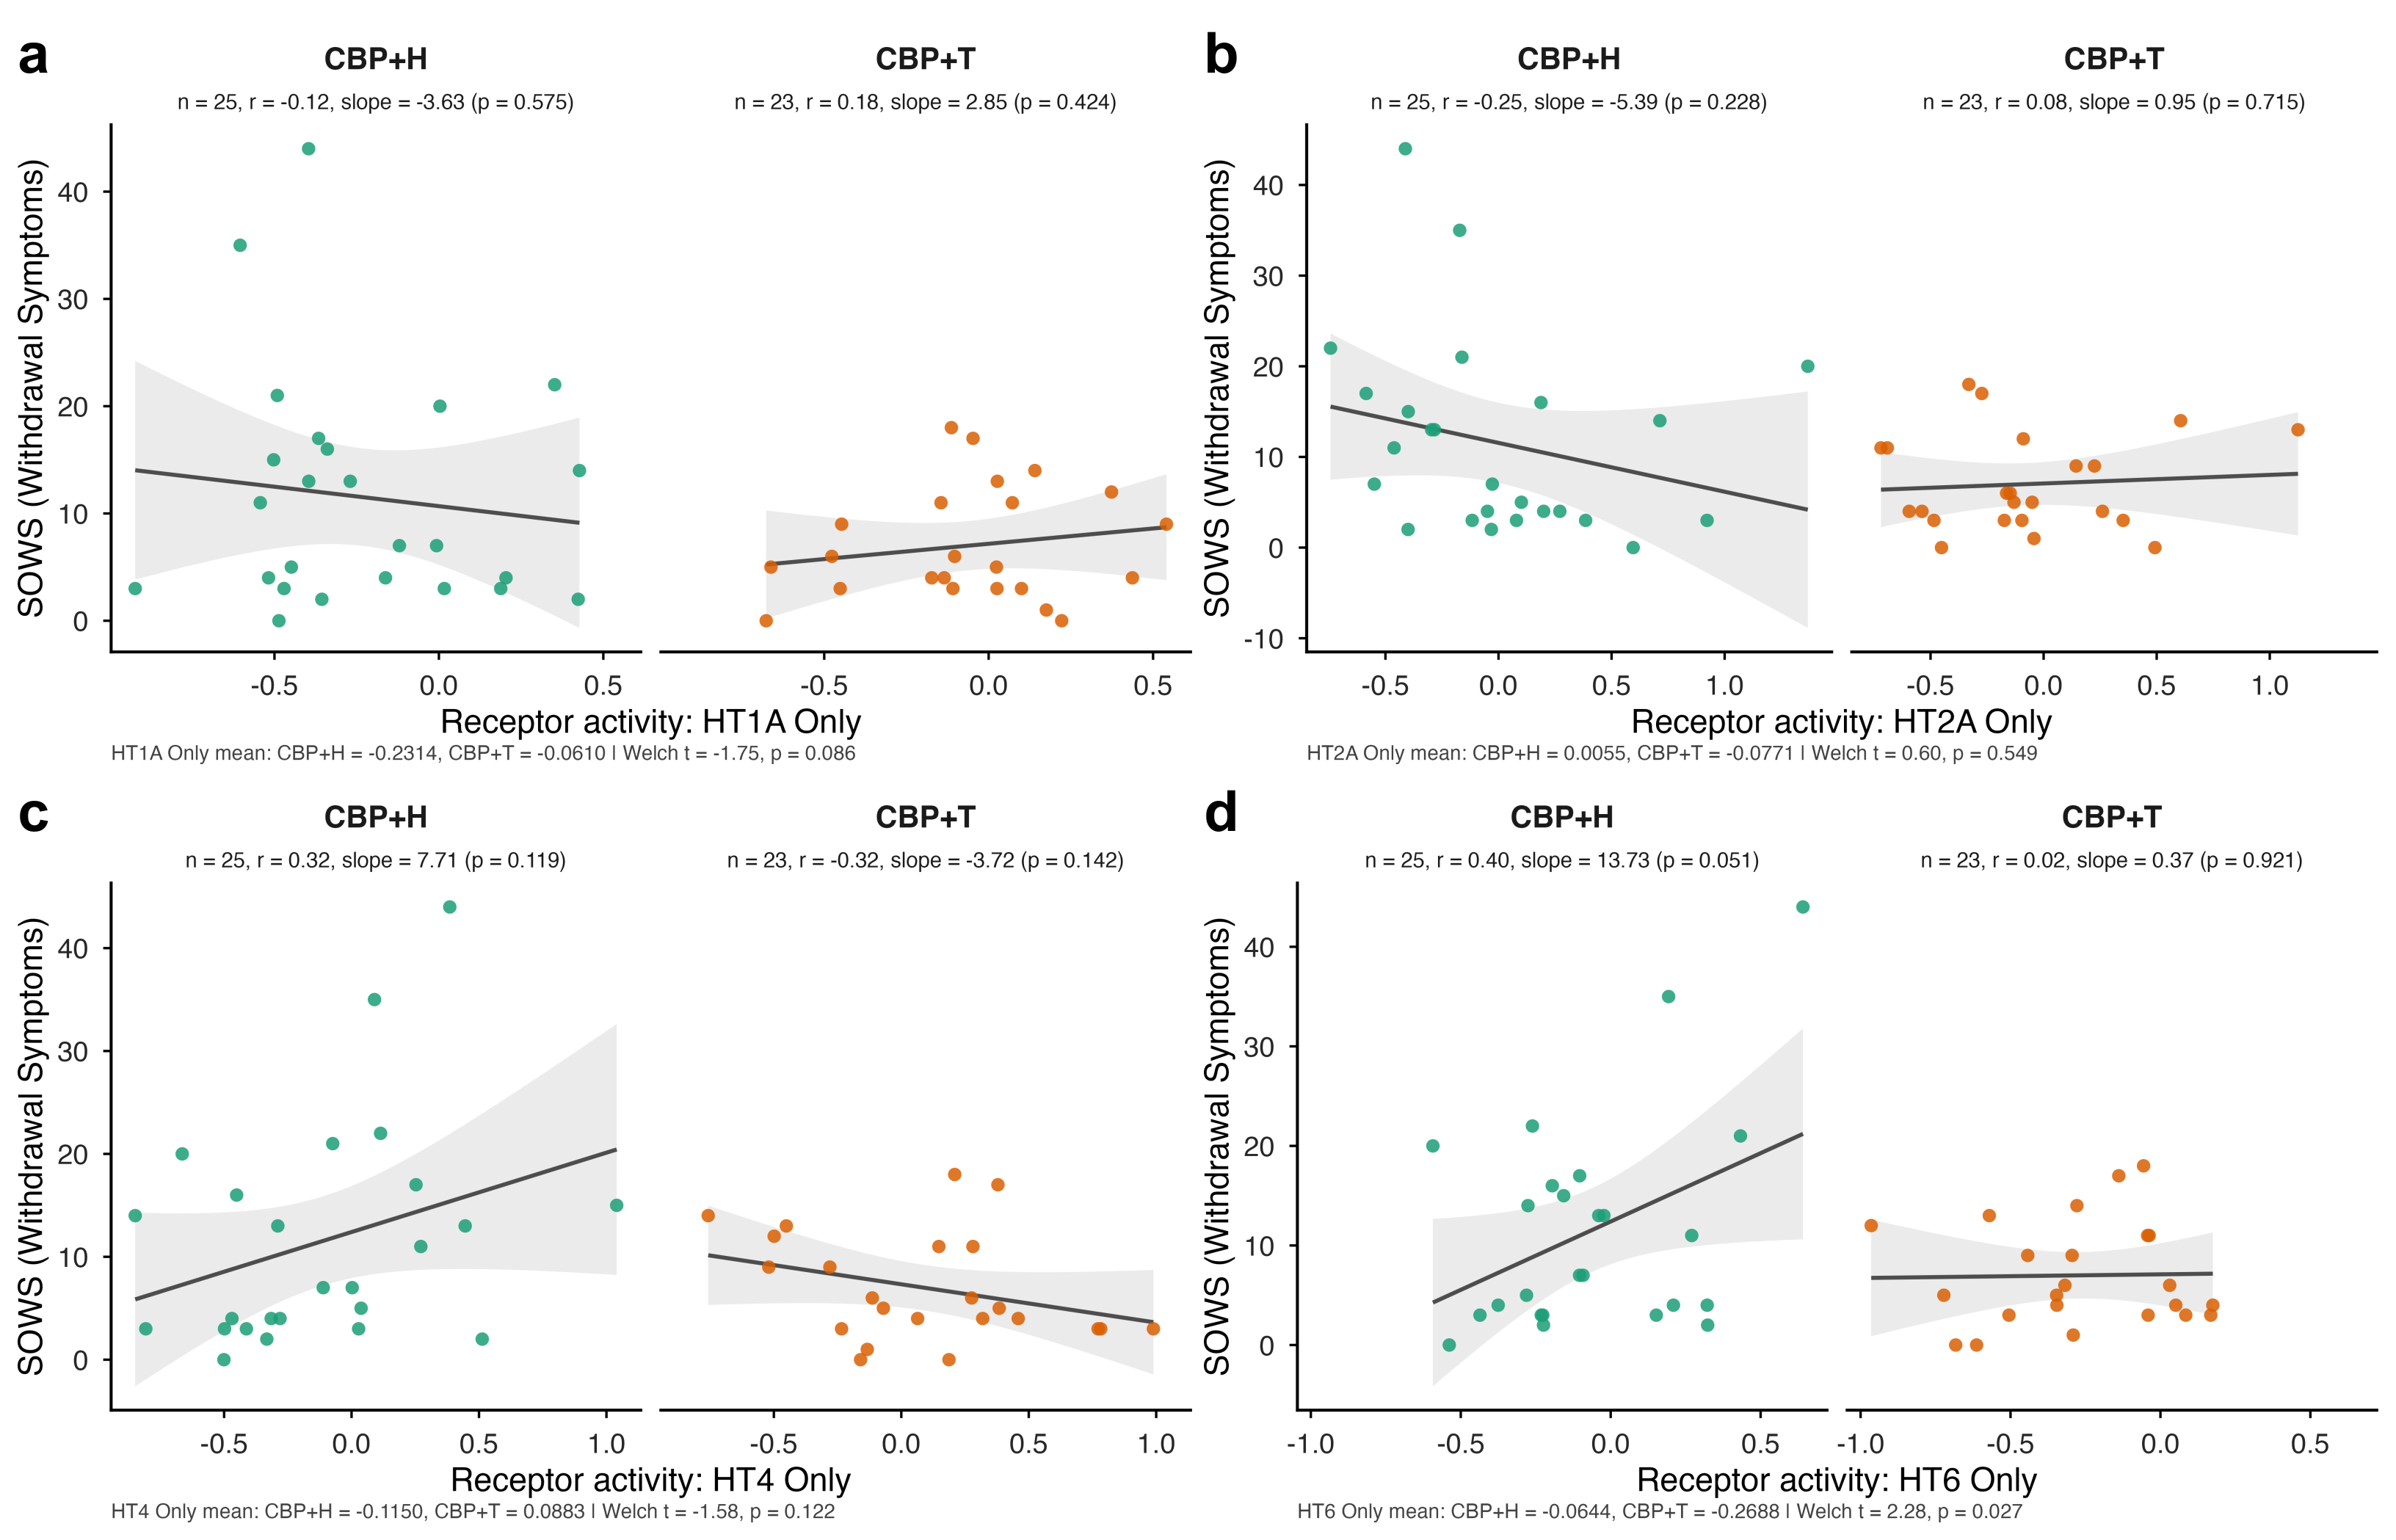 a
CBP+H
CBP+T
n = 25, r = -0.12, slope = -3.63 (p = 0.575)
n = 23, r = 0.18, slope = 2.85 (p = 0.424)
SOWS (Withdrawal Symptoms)
40
30
20
10
0
-0.5
0.0
0.5
-0.5
0.0
0.5
Receptor activity: HT1A Only
HT1A Only mean: CBP+H = -0.2314, CBP+T = -0.0610 | Welch t = -1.75, p = 0.086
b
CBP+H
CBP+T
n = 25, r = -0.25, slope = -5.39 (p = 0.228)
n = 23, r = 0.08, slope = 0.95 (p = 0.715)
SOWS (Withdrawal Symptoms)
40
30
20
10
0
-10
-0.5
0.0
0.5
1.0
-0.5
0.0
0.5
1.0
Receptor activity: HT2A Only
HT2A Only mean: CBP+H = 0.0055, CBP+T = -0.0771 | Welch t = 0.60, p = 0.549
c
CBP+H
CBP+T
n = 25, r = 0.32, slope = 7.71 (p = 0.119)
n = 23, r = -0.32, slope = -3.72 (p = 0.142)
SOWS (Withdrawal Symptoms)
40
30
20
10
0
-0.5
0.0
0.5
1.0
-0.5
0.0
0.5
1.0
Receptor activity: HT4 Only
HT4 Only mean: CBP+H = -0.1150, CBP+T = 0.0883 | Welch t = -1.58, p = 0.122
d
CBP+H
CBP+T
n = 25, r = 0.40, slope = 13.73 (p = 0.051)
n = 23, r = 0.02, slope = 0.37 (p = 0.921)
SOWS (Withdrawal Symptoms)
40
30
20
10
0
-1.0
-0.5
0.0
0.5
-1.0
-0.5
0.0
0.5
Receptor activity: HT6 Only
HT6 Only mean: CBP+H = -0.0644, CBP+T = -0.2688 | Welch t = 2.28, p = 0.027